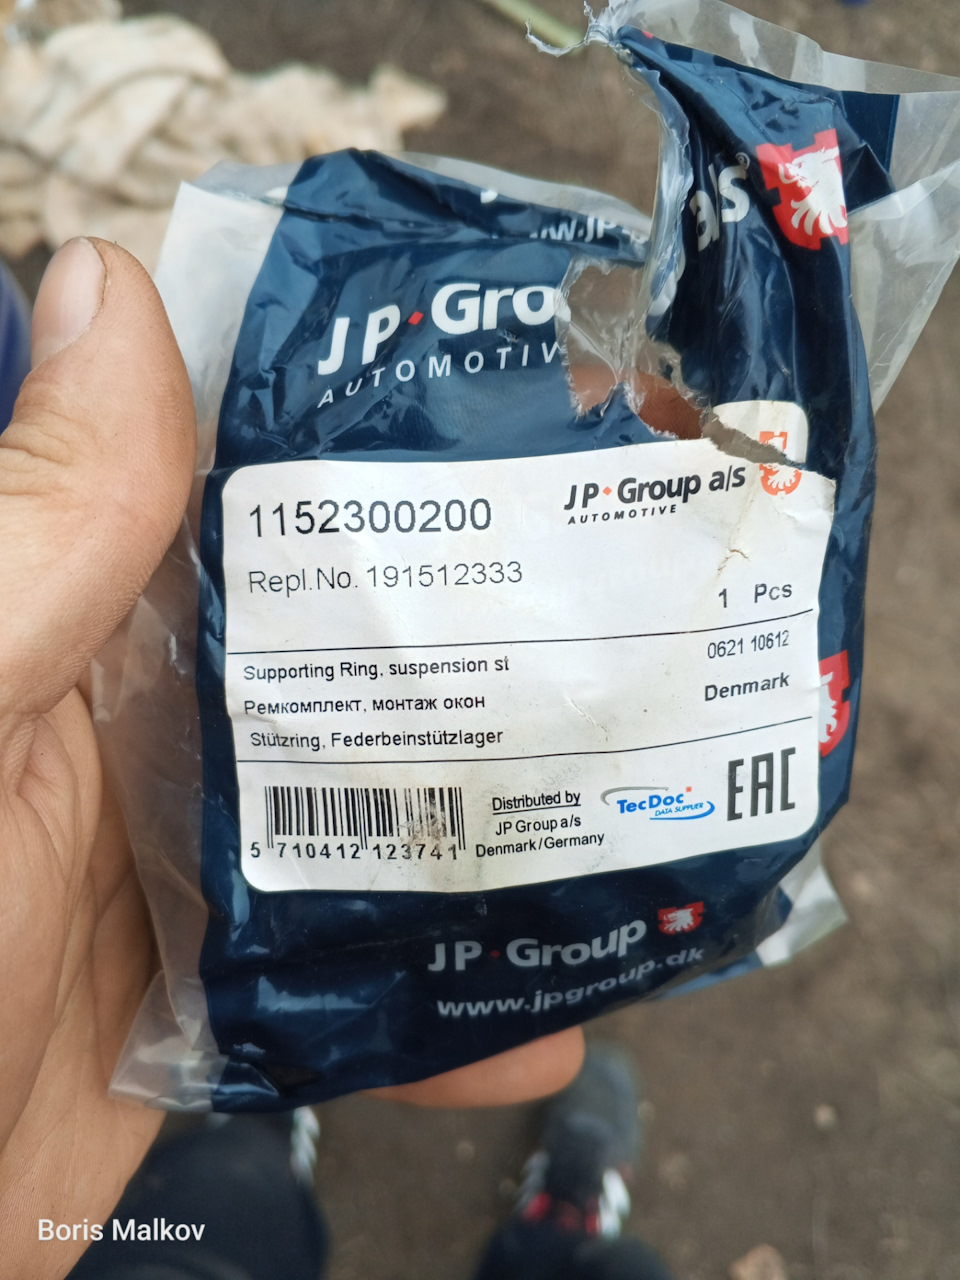 a/s®
JP Gro
AUTOMOTIV
1152300200
JP Group a/s
AUTOMOTIVE
Repl.No. 191512333
1 Pcs
Supporting Ring, suspension st
0621 10612
Ремкомплект, монтаж окон
Denmark
Stützring, Federbeinstützlager
5 710412 123741
Distributed by
JP Group a/s
Denmark/Germany
TecDoc
DATA SUPPLIER
EAC
JP Group
www.jpgroup.dk
Boris Malkov